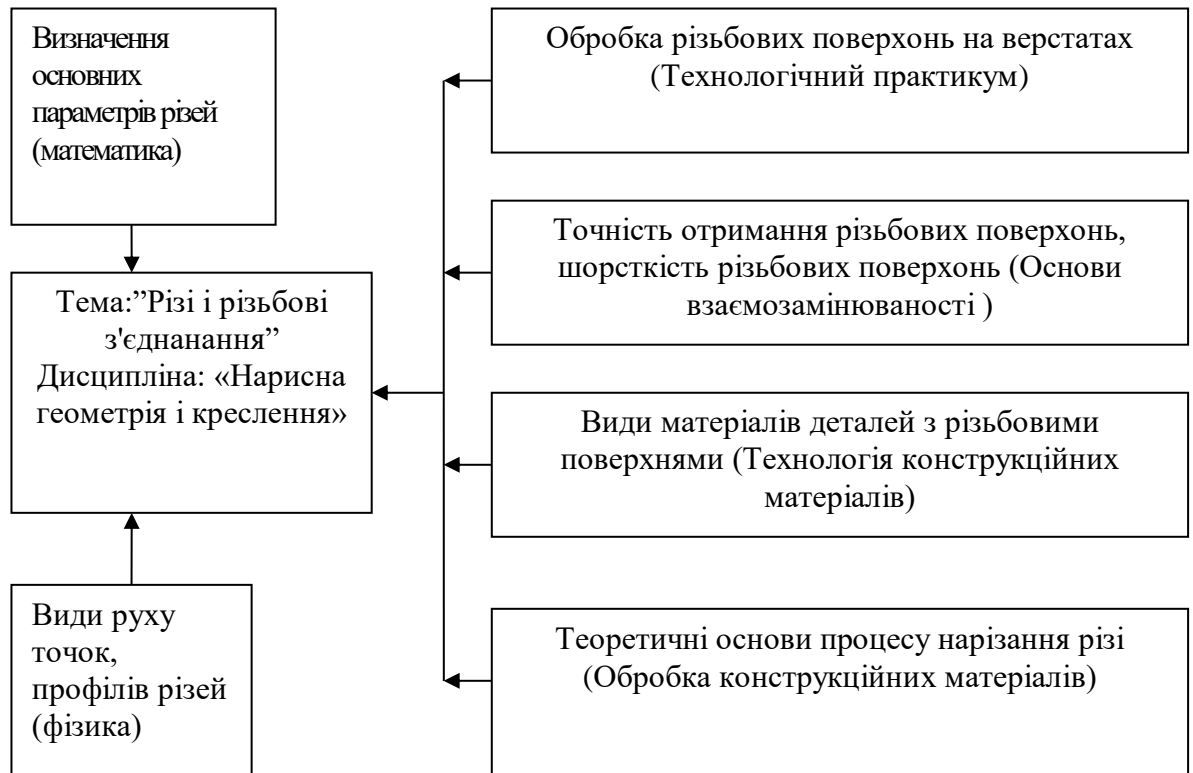 Визначення
основних
параметрів різей
(математика)
Тема:”Різі і різьбові
з'єднанання”
Дисципліна: «Нарисна
геометрія і креслення»
Види руху
точок,
профілів різей
(фізика)
Обробка різьбових поверхонь на верстатах
(Технологічний практикум)
Точність отримання різьбових поверхонь,
шорсткість різьбових поверхонь (Основи
взаємозамінюваності )
Види матеріалів деталей з різьбовими
поверхнями (Технологія конструкційних
матеріалів)
Теоретичні основи процесу нарізання різі
(Обробка конструкційних матеріалів)